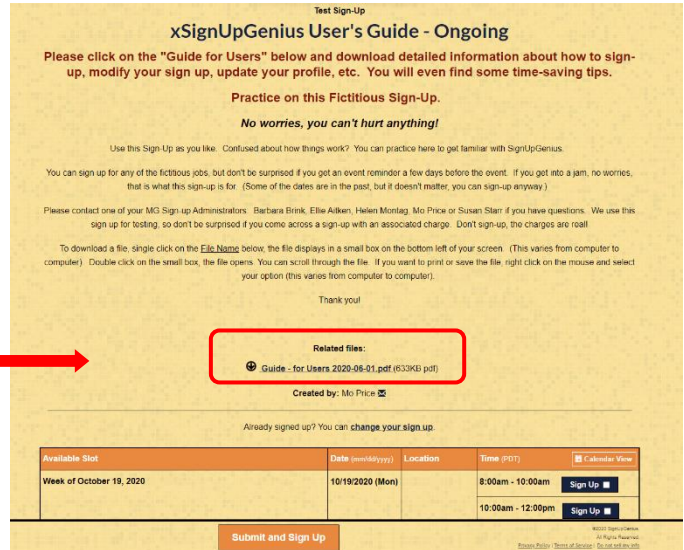 Test Sign-Up
xSignUpGenius User's Guide - Ongoing
Please click on the "Guide for Users" below and download detailed information about how to sign-
up, modify your sign up, update your profile, etc. You will even find some time-saving tips.
Practice on this Fictitious Sign-Up.
No worries, you can't hurt anything!
Use this Sign-Up as you like. Confused about how things work? You can practice here to get familiar with SignUpGenius.
You can sign up for any of the fictitious jobs, but don't be surprised if you get an event reminder a few days before the event. If you get into a jam, no worries,
that is what this sign-up is for. (Some of the dates are in the past, but it doesn't matter, you can sign-up anyway.)
Please contact one of your MG Sign-up Administrators: Barbara Brink, Ellie Aitken, Helen Montag, Mo Price or Susan Starr if you have questions. We use this
sign up for testing, so don't be surprised if you come across a sign-up with an associated charge. Don't sign-up, the charges are real!
To download a file, single click on the File Name below, the file displays in a small box on the bottom left of your screen. (This varies from computer to
computer) Double click on the small box, the file opens. You can scroll through the file. If you want to print or save the file, right click on the mouse and select
your option (this varies from computer to computer).
Thank you!
Related files:
Guide - for Users 2020-06-01.pdf (633KB pdf)
Created by: Mo Price
Already signed up? You can change your sign up.
Available Slot Date (mm/dd/yyyy) Location Time (PDT) Calendar View
Week of October 19, 2020 10/19/2020 (Mon) 8:00am - 10:00am Sign Up
10:00am - 12:00pm Sign Up
Submit and Sign Up
©2020 SignUpGenius
All Rights Reserved.
Privacy Policy | Terms of Service | Do not sell my info